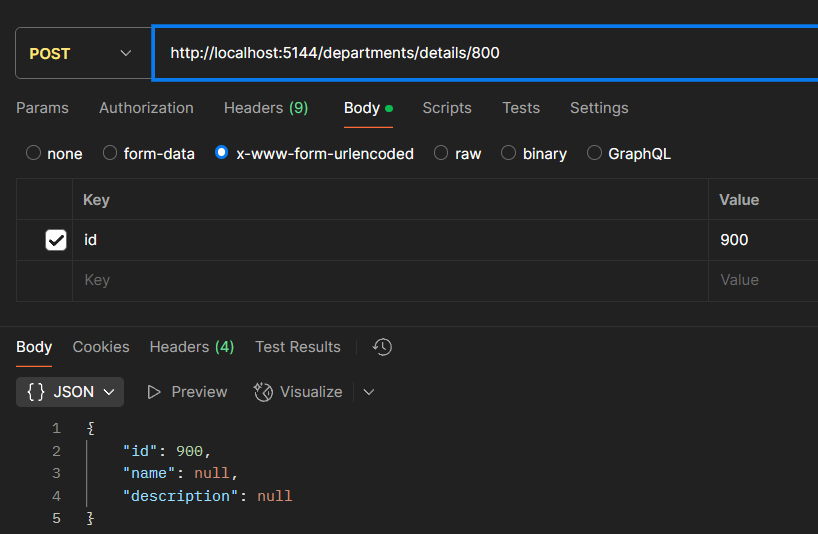 POST http://localhost:5144/departments/details/800
Params Authorization Headers (9) Body Scripts Tests Settings
none form-data x-www-form-urlencoded raw binary GraphQL
Key Value
id 900
Key Value
Body Cookies Headers (4) Test Results
{} JSON Preview Visualize
1 {
2 "id": 900,
3 "name": null,
4 "description": null
5 }